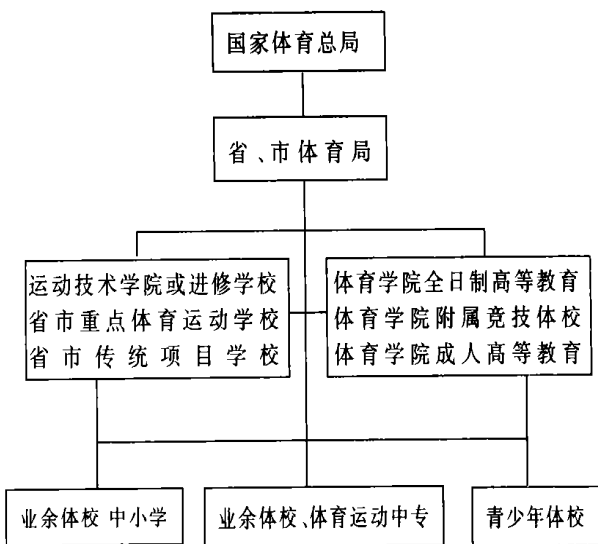 国家体育总局
省、市体育局
运动技术学院或进修学校
省市重点体育运动学校
省市传统项目学校
体育学院全日制高等教育
体育学院附属竞技体校
体育学院成人高等教育
业余体校 中小学
业余体校、体育运动中专
青少年体校